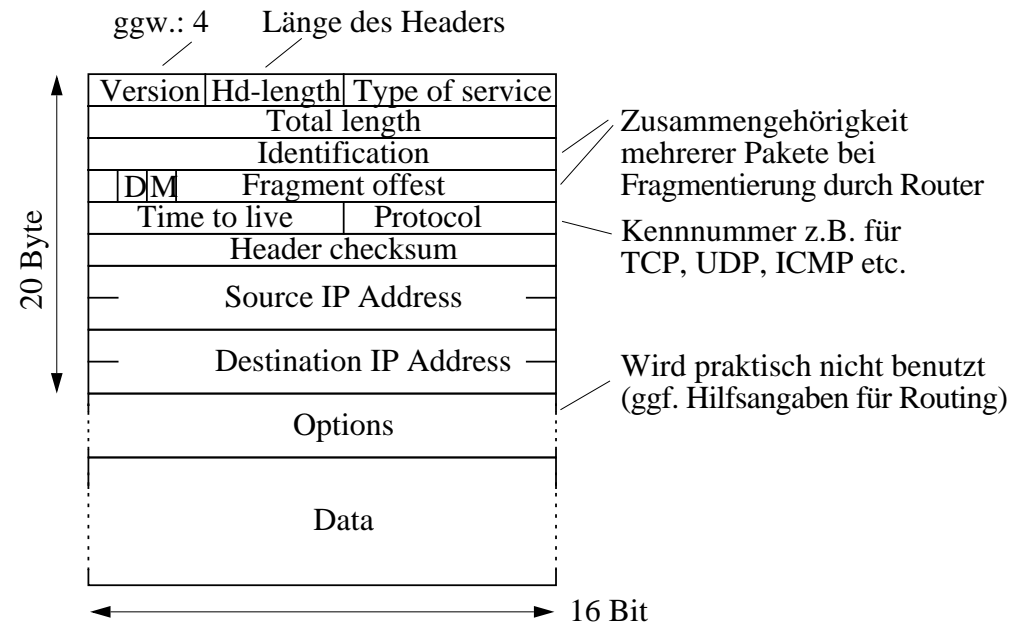 ggw.: 4
Länge des Headers
Version Hd-length Type of service
Total length
Identification
D M Fragment offest
Time to live Protocol
Header checksum
Source IP Address
Destination IP Address
Options
Data
20 Byte
16 Bit
Zusammengehörigkeit
mehrerer Pakete bei
Fragmentierung durch Router
Kennnummer z.B. für
TCP, UDP, ICMP etc.
Wird praktisch nicht benutzt
(ggf. Hilfsangaben für Routing)